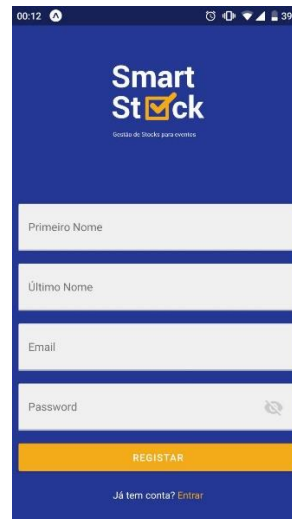 00:12 39
Smart
Stock
Gestão de Stocks para eventos
Primeiro Nome
Último Nome
Email
Password
REGISTAR
Já tem conta? Entrar